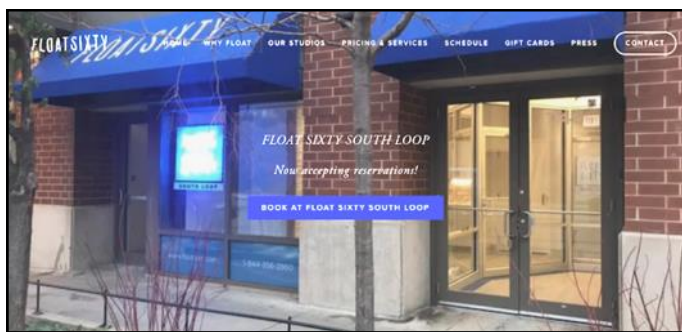 FLOATSIXTY
FLOATSIXTY
HOME WHY FLOAT OUR STUDIOS PRICING & SERVICES SCHEDULE GIFT CARDS PRESS CONTACT
FLOAT SIXTY SOUTH LOOP
Now accepting reservations!
SOUTH LOOP
BOOK AT FLOAT SIXTY SOUTH LOOP